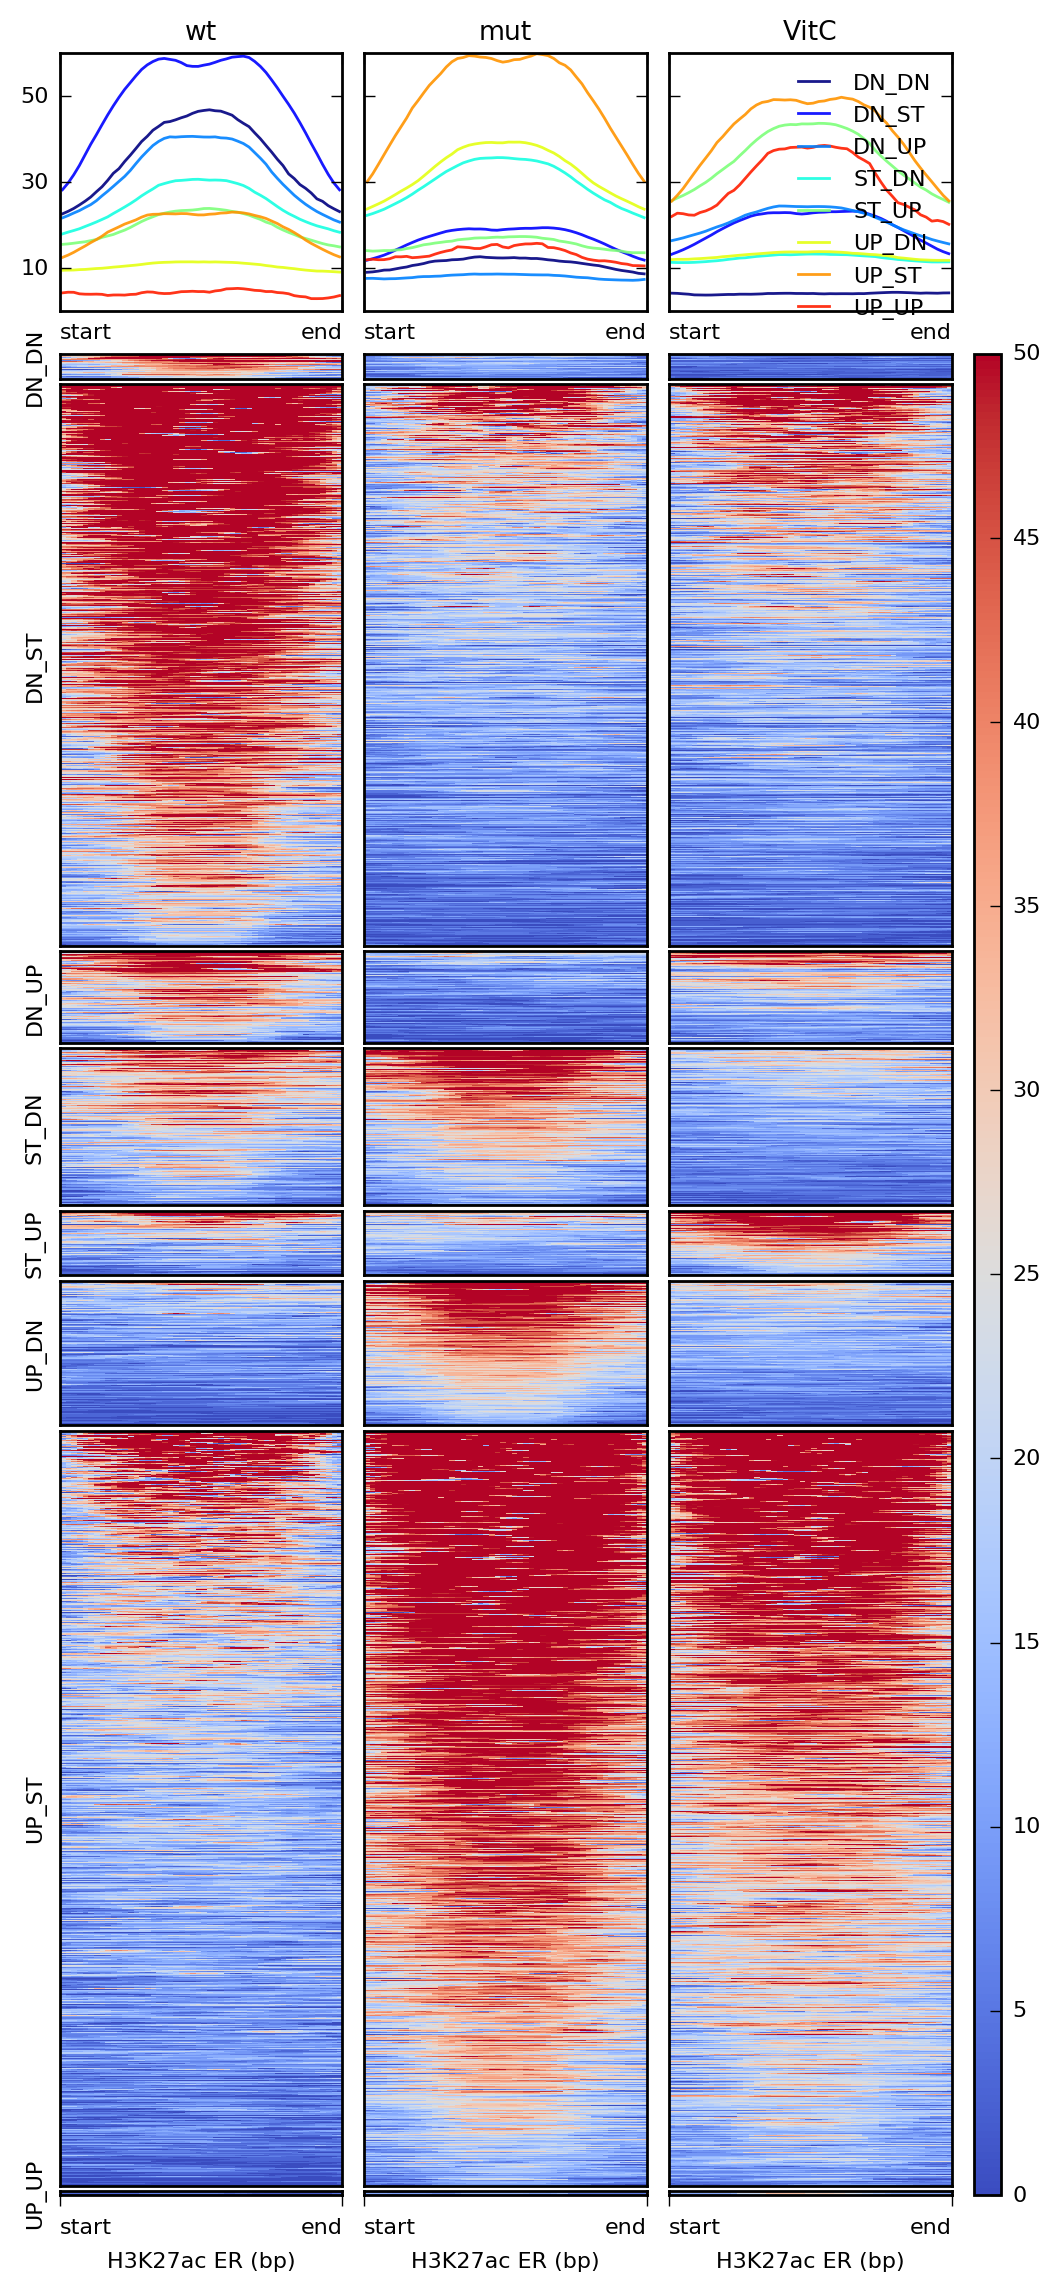 wt mut VitC
50
30
10
DN_DN
DN_ST
DN_UP
ST_DN
ST_UP
UP_DN
UP_ST
UP_UP
start end start end start end
DN_DN
DN_ST
DN_UP
ST_DN
ST_UP
UP_DN
UP_ST
UP_UP
50
45
40
35
30
25
20
15
10
5
0
start end start end start end
H3K27ac ER (bp) H3K27ac ER (bp) H3K27ac ER (bp)